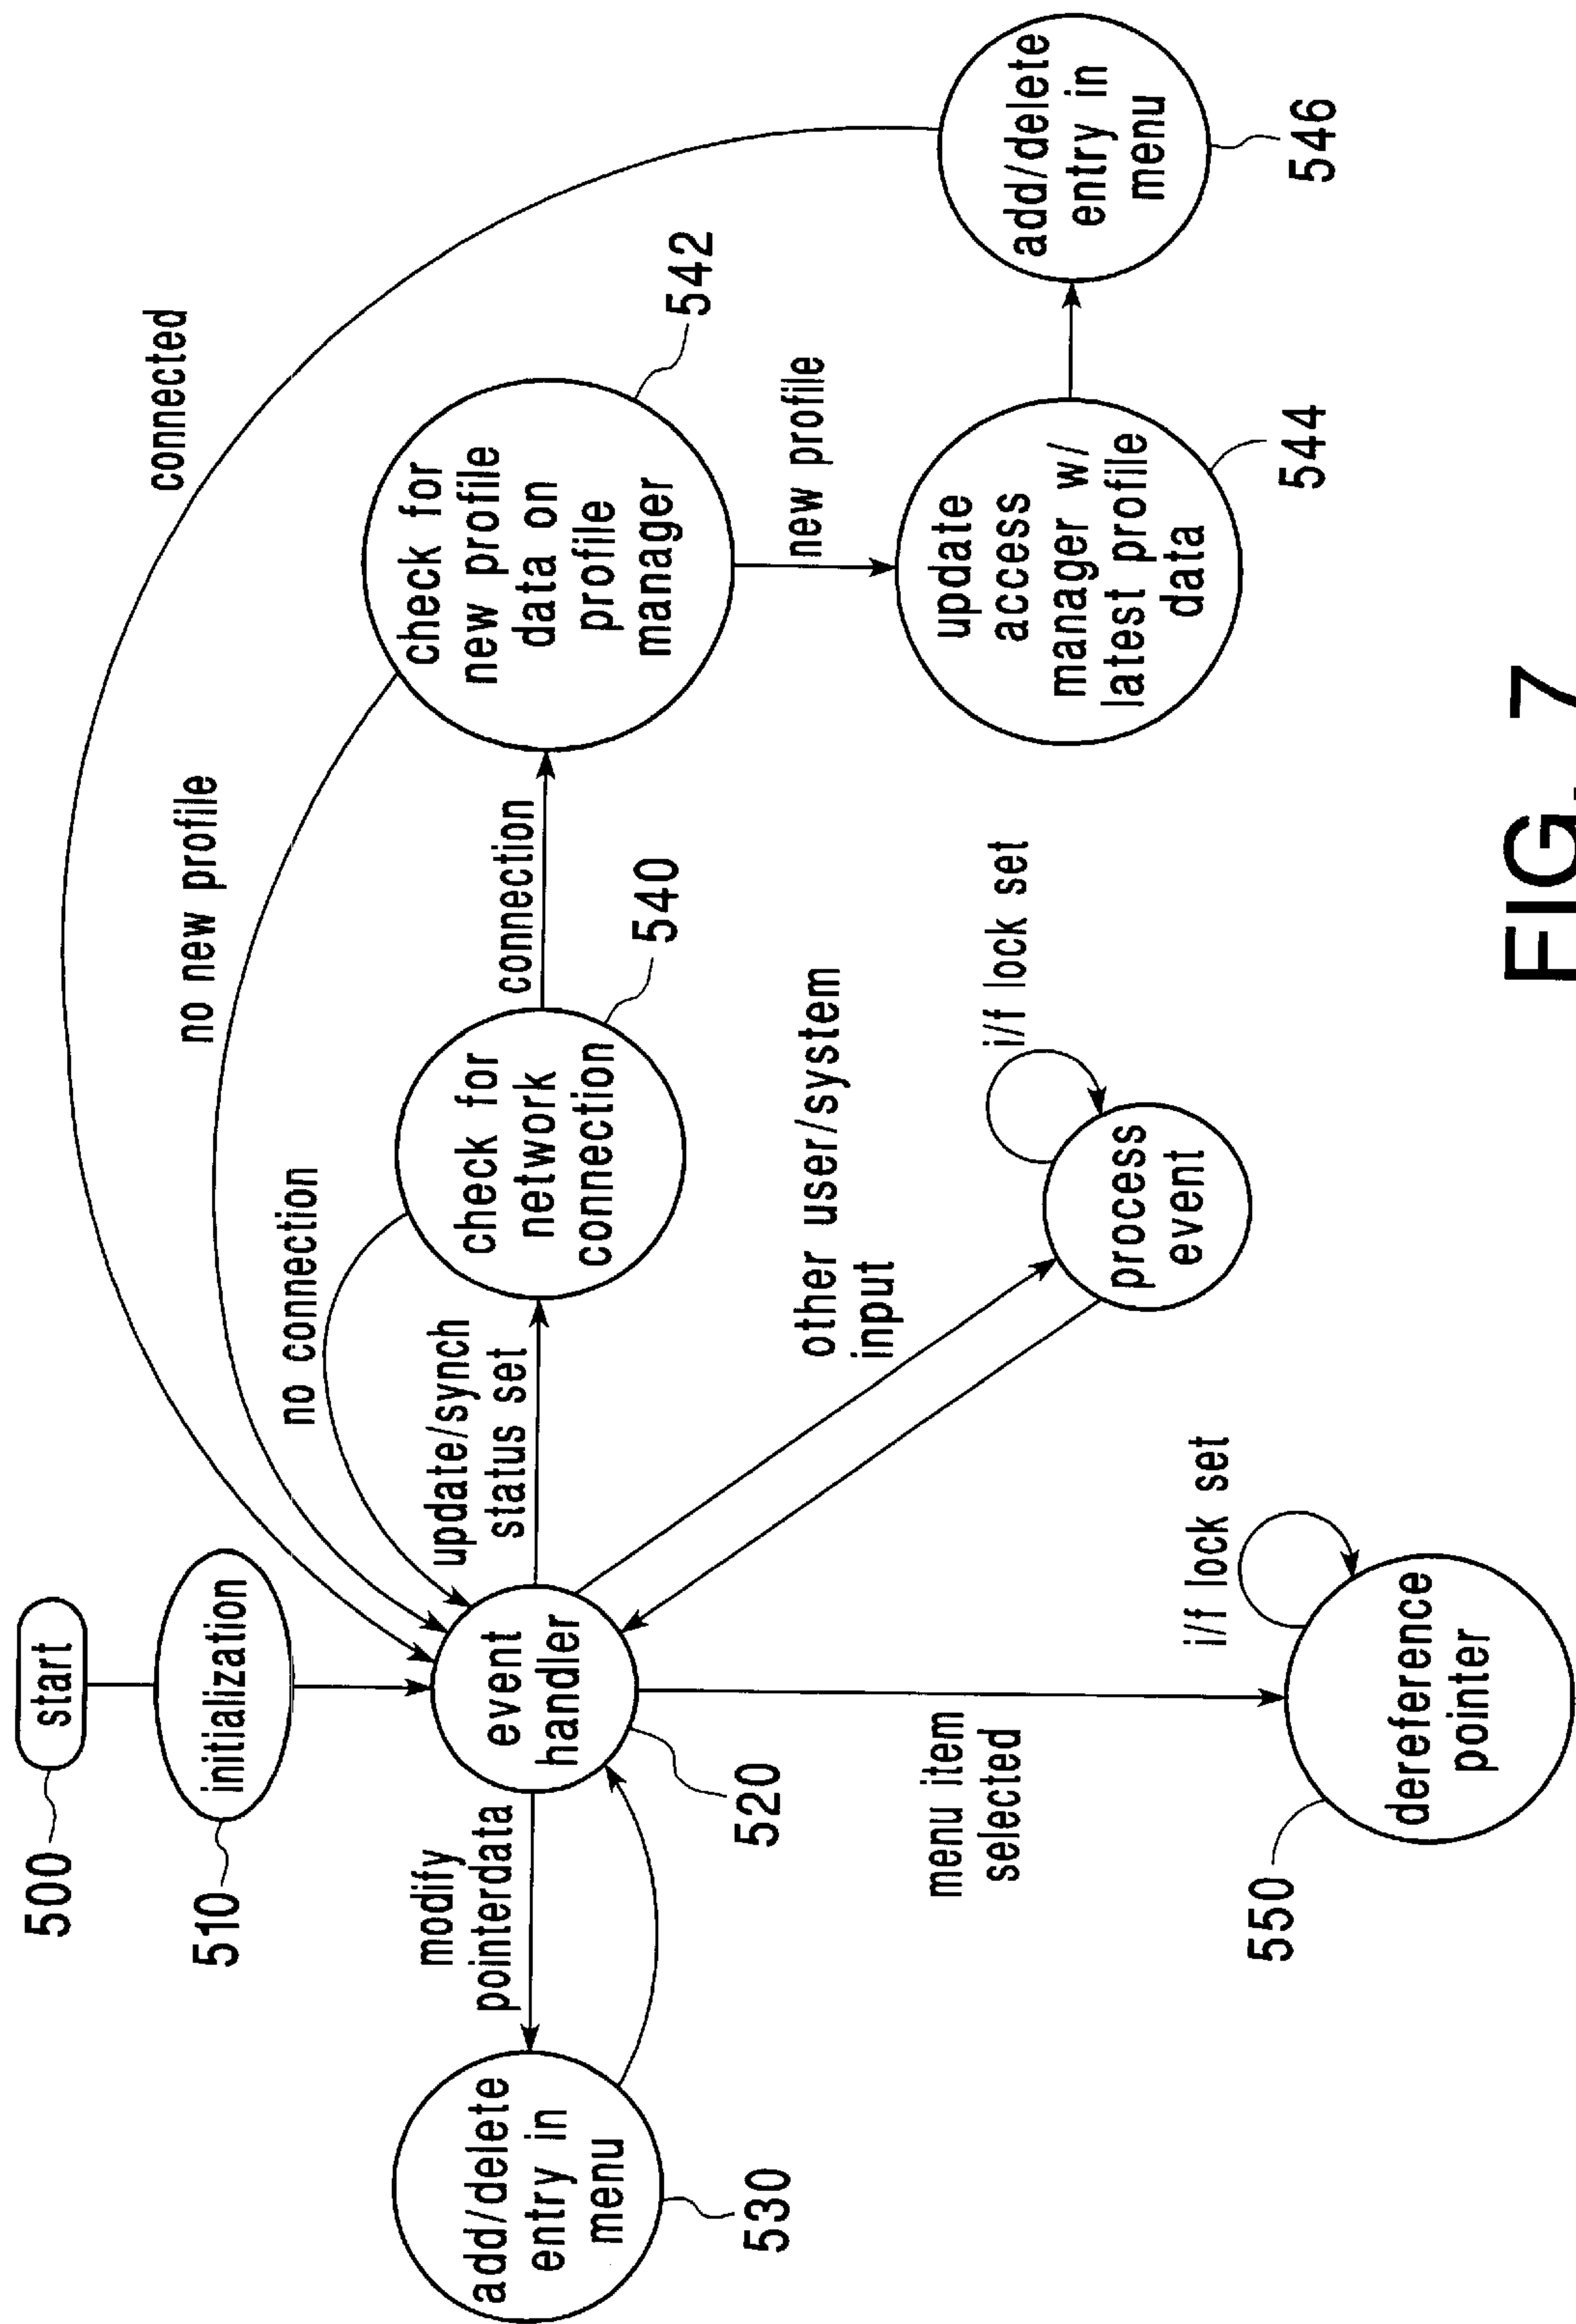 start
500
initialization
510
event
handler
520
modify
pointerdata
add/delete
entry in
menu
530
update/synch
status set
no connection
check for
network
connection
540
connection
no new profile
check for
new profile
data on
profile
manager
542
connected
new profile
update
access
manager w/
latest profile
data
544
add/delete
entry in
menu
546
other user/system
input
process
event
i/f lock set
menu item
selected
dereference
pointer
550
i/f lock set
FIG. 7